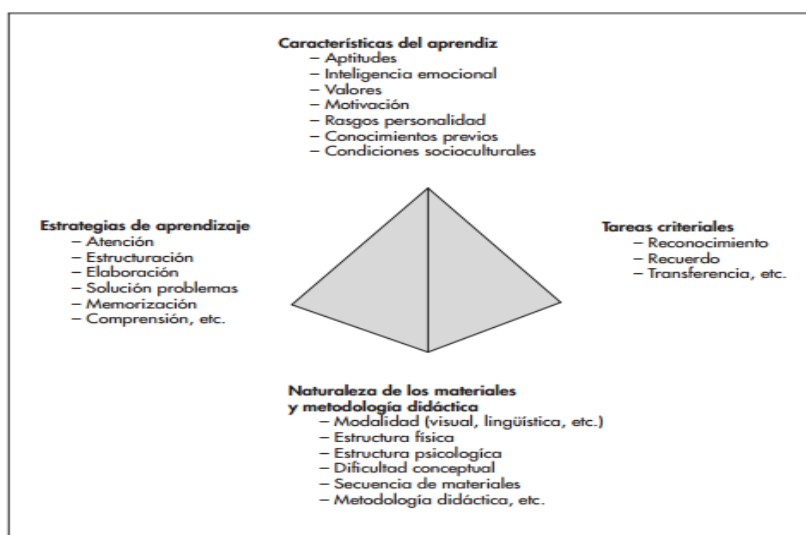 Características del aprendiz
– Aptitudes
– Inteligencia emocional
– Valores
– Motivación
– Rasgos personalidad
– Conocimientos previos
– Condiciones socioculturales
Estrategias de aprendizaje
– Atención
– Estructuración
– Elaboración
– Solución problemas
– Memorización
– Comprensión, etc.
Tareas criteriales
– Reconocimiento
– Recuerdo
– Transferencia, etc.
Naturaleza de los materiales
y metodología didáctica
– Modalidad (visual, lingüística, etc.)
– Estructura física
– Estructura psicologíca
– Dificultad conceptual
– Secuencia de materiales
– Metodología didáctica, etc.